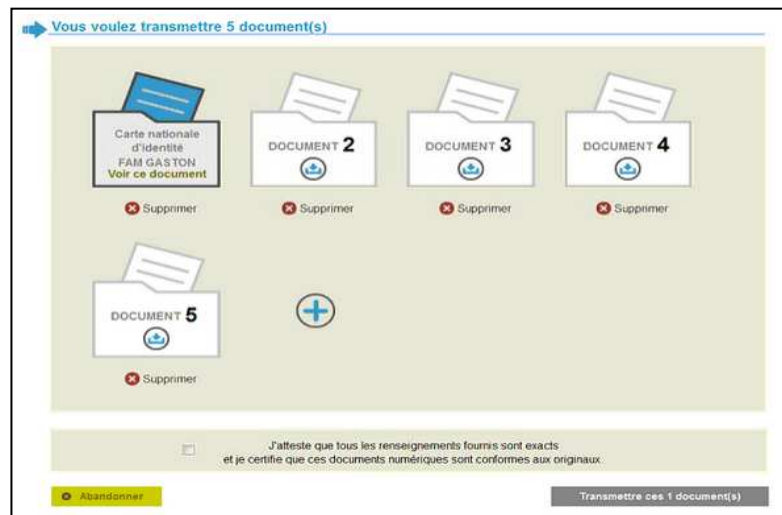 Vous voulez transmettre 5 document(s)
Carte nationale
d'identité
FAM GASTON
Voir ce document
DOCUMENT 2
DOCUMENT 3
DOCUMENT 4
Supprimer
Supprimer
Supprimer
Supprimer
DOCUMENT 5
Supprimer
J'atteste que tous les renseignements fournis sont exacts
et je certifie que ces documents numériques sont conformes aux originaux.
Abandonner
Transmettre ces 1 document(s)